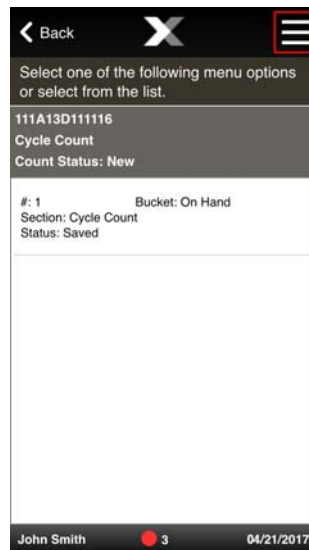 Back
Select one of the following menu options
or select from the list.
111A13D111116
Cycle Count
Count Status: New
#: 1 Bucket: On Hand
Section: Cycle Count
Status: Saved
John Smith 3 04/21/2017